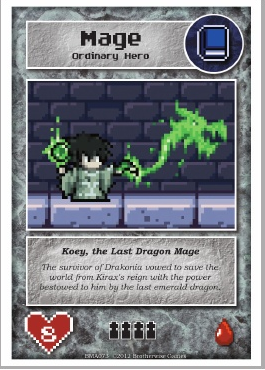 Mage
Ordinary Hero
Koey, the Last Dragon Mage
The survivor of Drakonia vowed to save the
world from Kirax's reign with the power
bestowed to him by the last emerald dragon.
8
BMA073 ©2012 Brotherwise Games